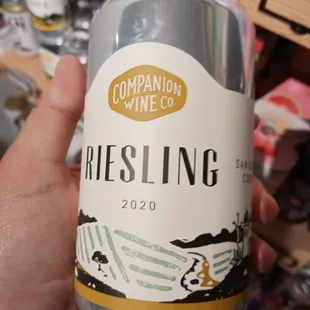 COMPANION
WINE CO.
RIESLING
2020